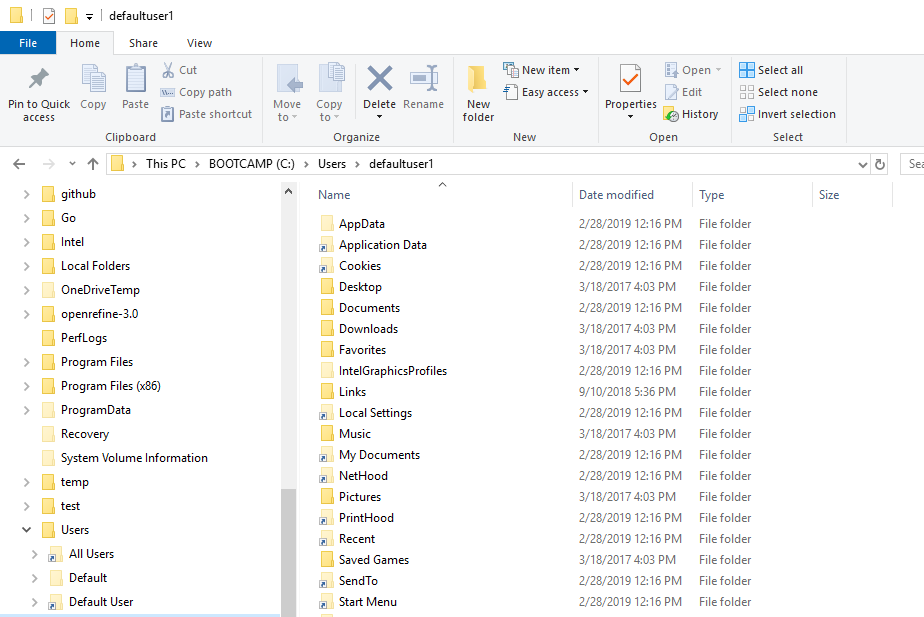 defaultuser1
File Home Share View
Pin to Quick access
Copy
Paste
Cut
Copy path
Paste shortcut
Clipboard
Move to
Copy to
Delete
Rename
Organize
New folder
New item
Easy access
New
Properties
Open
Edit
History
Open
Select all
Select none
Invert selection
Select
This PC > BOOTCAMP (C:) > Users > defaultuser1
Sea
github
Go
Intel
Local Folders
OneDriveTemp
openrefine-3.0
PerfLogs
Program Files
Program Files (x86)
ProgramData
Recovery
System Volume Information
temp
test
Users
All Users
Default
Default User
Name Date modified Type Size
AppData 2/28/2019 12:16 PM File folder
Application Data 2/28/2019 12:16 PM File folder
Cookies 2/28/2019 12:16 PM File folder
Desktop 3/18/2017 4:03 PM File folder
Documents 2/28/2019 12:16 PM File folder
Downloads 3/18/2017 4:03 PM File folder
Favorites 3/18/2017 4:03 PM File folder
IntelGraphicsProfiles 2/28/2019 12:16 PM File folder
Links 9/10/2018 5:36 PM File folder
Local Settings 2/28/2019 12:16 PM File folder
Music 3/18/2017 4:03 PM File folder
My Documents 2/28/2019 12:16 PM File folder
NetHood 2/28/2019 12:16 PM File folder
Pictures 3/18/2017 4:03 PM File folder
PrintHood 2/28/2019 12:16 PM File folder
Recent 2/28/2019 12:16 PM File folder
Saved Games 3/18/2017 4:03 PM File folder
SendTo 2/28/2019 12:16 PM File folder
Start Menu 2/28/2019 12:16 PM File folder